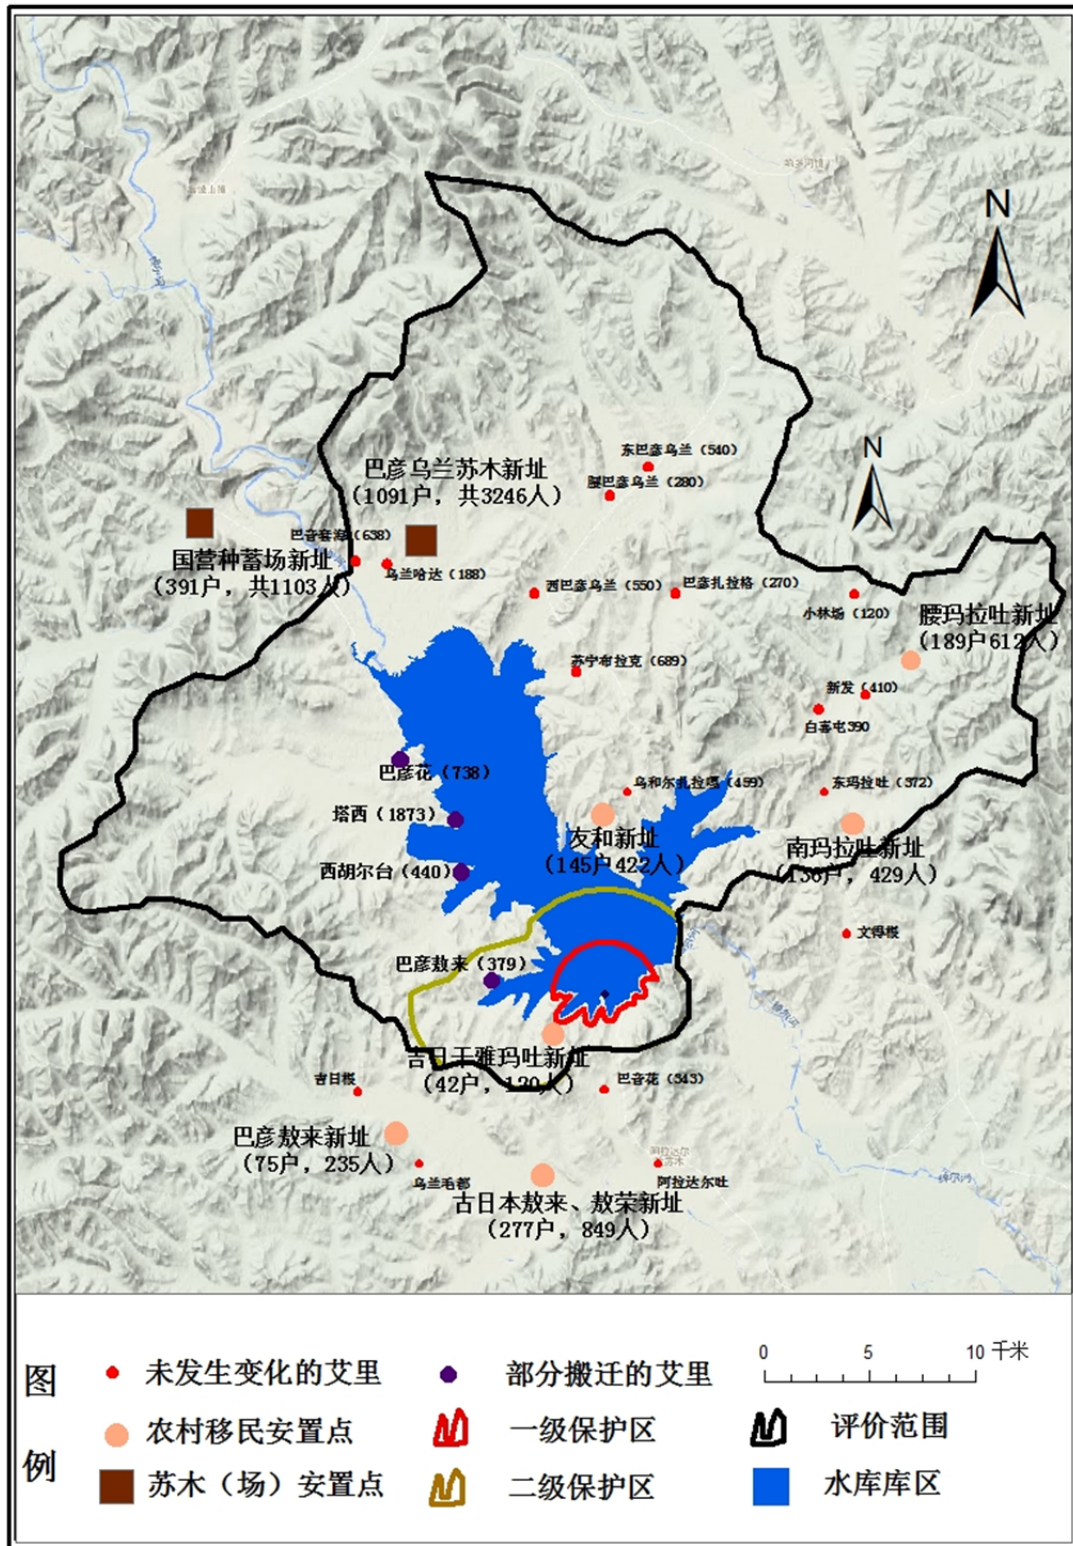 N
东巴彦乌兰（540）
巴彦乌兰苏木新址
（1091户，共3246人）
腰巴彦乌兰（280）
N
巴音套海（638）
国营种蓄场新址
（391户，共1103人）
乌兰哈达（188）
西巴彦乌兰（550）
巴彦扎拉格（270）
小林场（120）
腰玛拉吐新址
（189户612人）
苏宁布拉克（689）
新发（410）
白喜屯390
巴彦花（738）
乌和尔扎拉嘎（459）
东玛拉吐（372）
塔西（1873）
友和新址
（145户422人）
南玛拉吐新址
（136户，429人）
西胡尔台（440）
文得根
巴彦敖来（379）
吉日干雅玛吐新址
（42户，120人）
吉日根
巴音花（543）
巴彦敖来新址
（75户，235人）
乌兰毛都
阿拉达尔吐
古日本敖来、敖荣新址
（277户，849人）
图
例
未发生变化的艾里
部分搬迁的艾里
0 5 10 千米
农村移民安置点
一级保护区
评价范围
苏木（场）安置点
二级保护区
水库库区